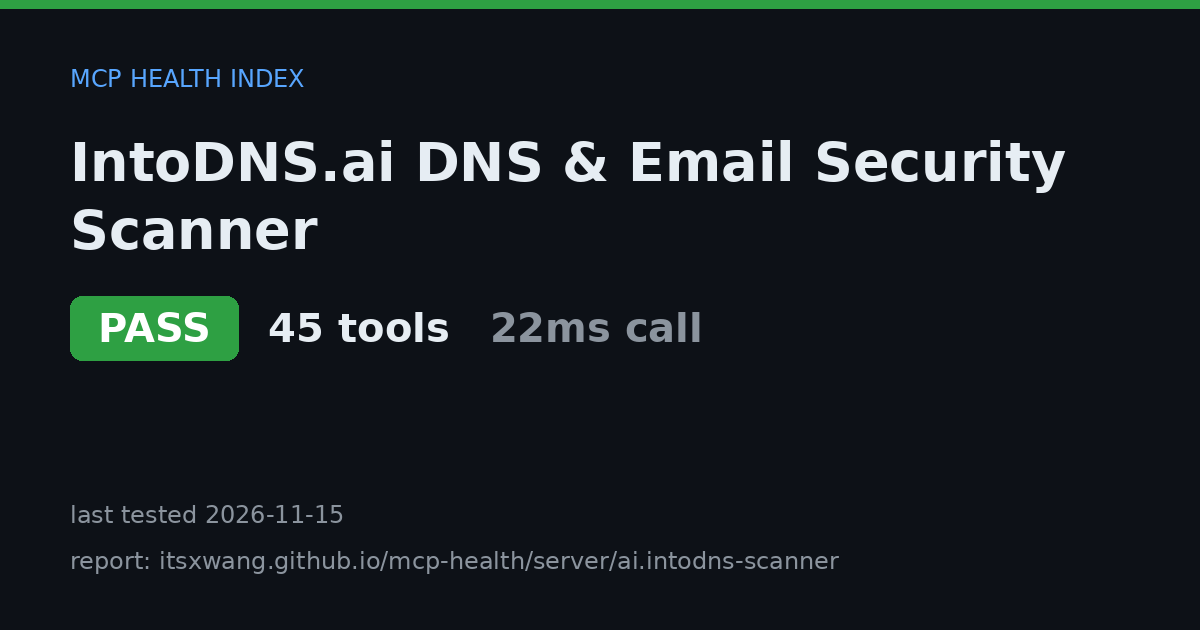 MCP HEALTH INDEX
IntoDNS.ai DNS & Email Security
Scanner
PASS 45 tools 22ms call
last tested 2026-11-15
report: itsxwang.github.io/mcp-health/server/ai.intodns-scanner